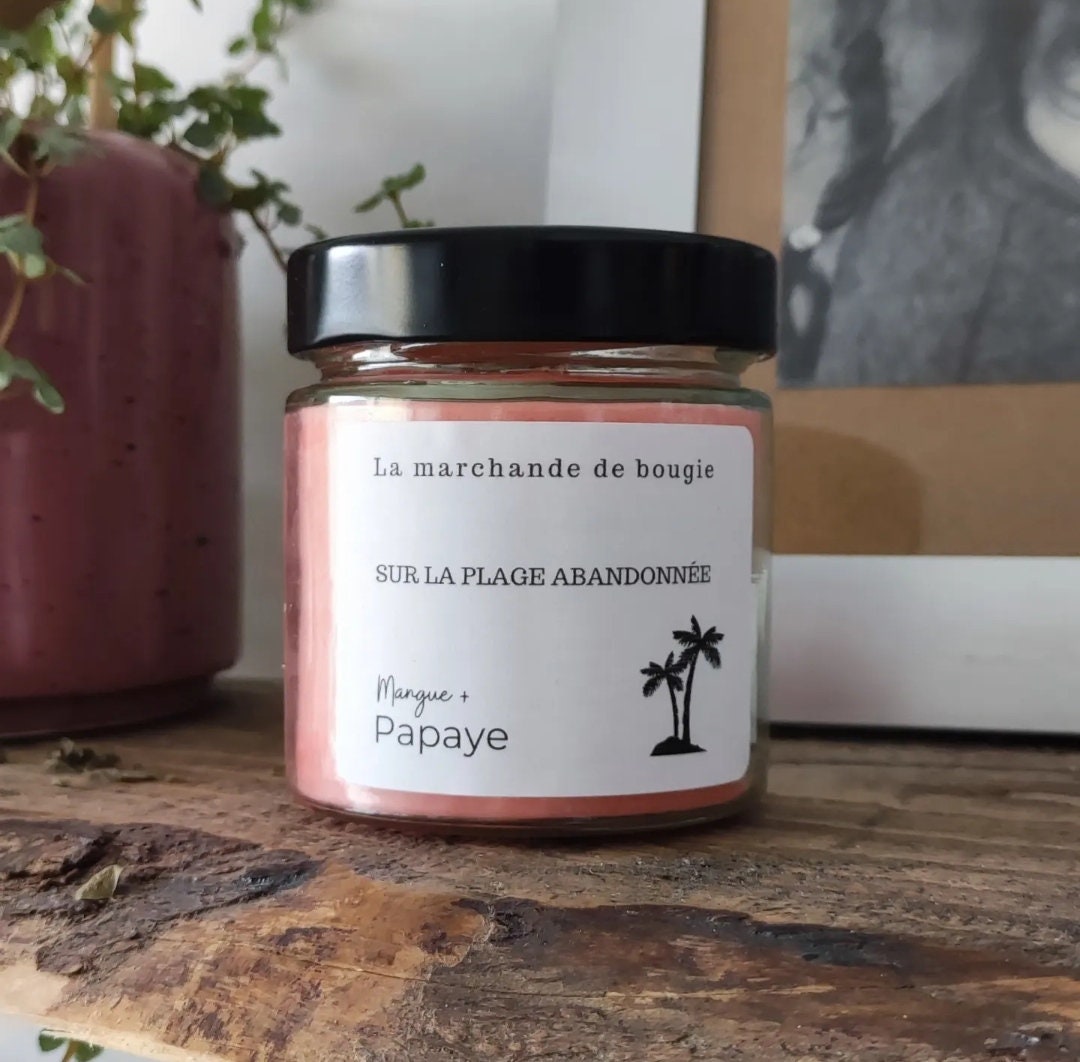 La marchande de bougie
SUR LA PLAGE ABANDONNÉE
Mangue +
Papaye